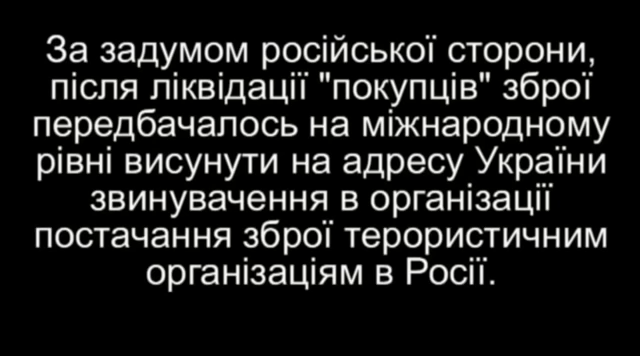 За задумом російської сторони,
після ліквідації "покупців" зброї
передбачалось на міжнародному
рівні висунути на адресу України
звинувачення в організації
постачання зброї терористичним
організаціям в Росії.